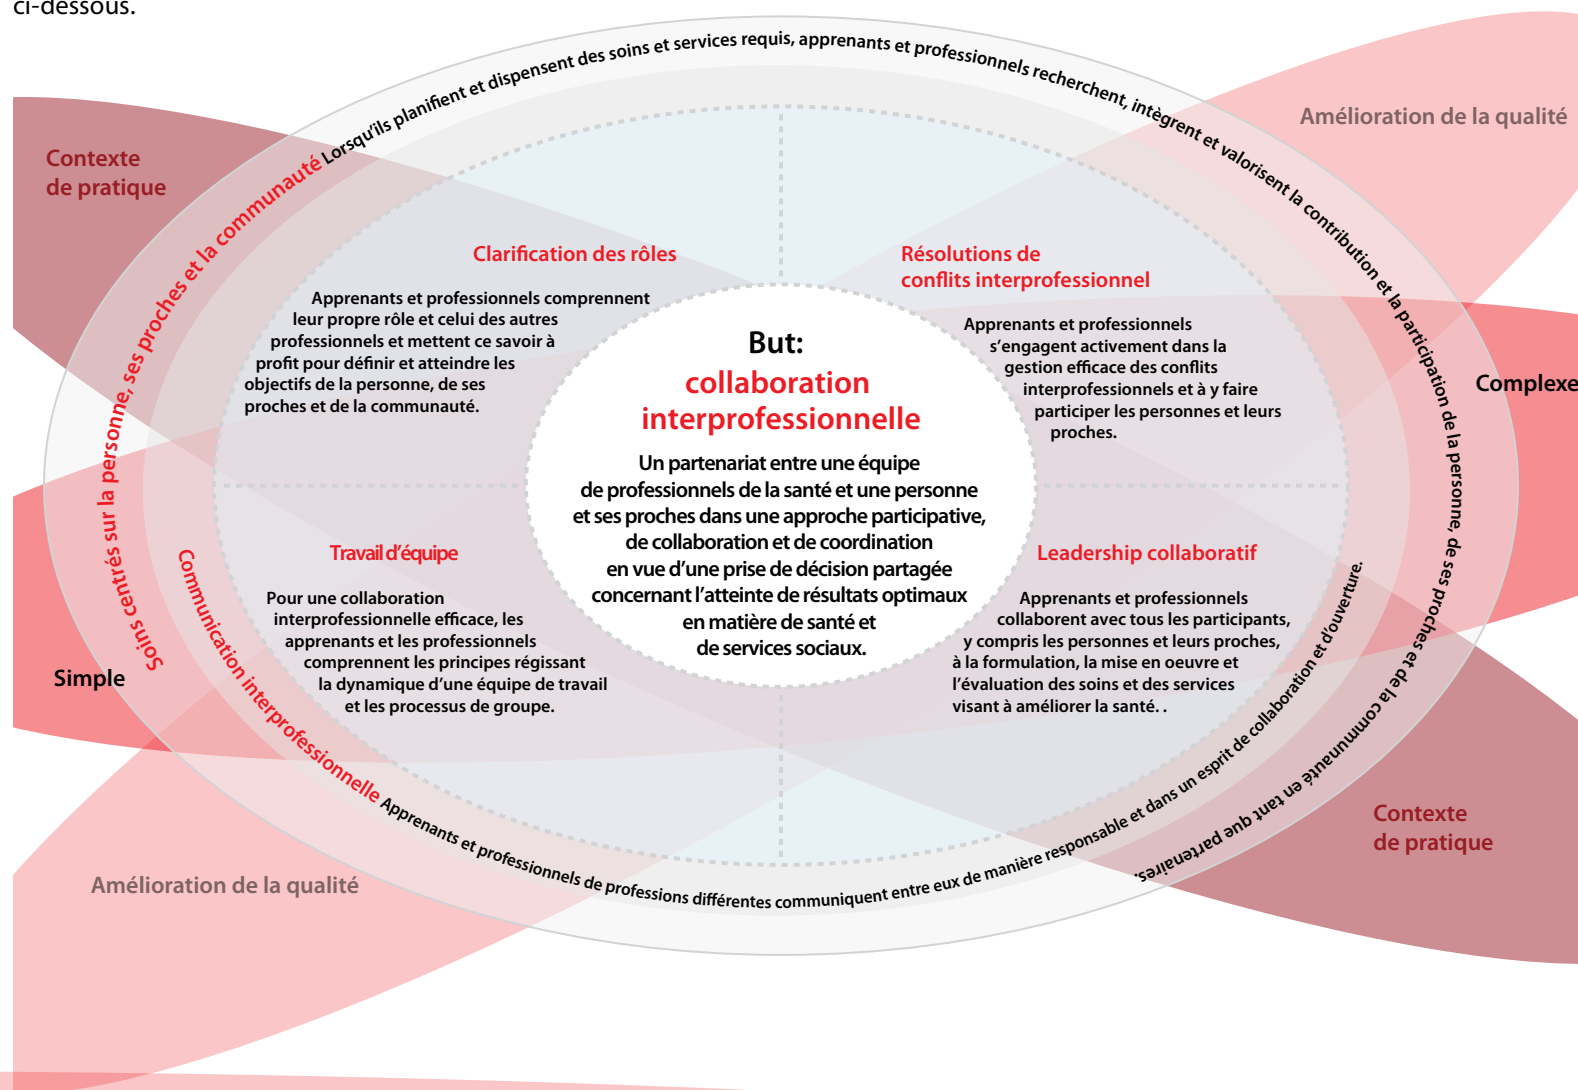 ci-dessous.
Soins centrés sur la personne, ses proches et la communauté Lorsqu'ils planifient et dispensent des soins et services requis, apprenants et professionnels recherchent, intègrent et valorisent la contribution et la participation de la personne, de ses proches et de la communauté en tant que partenaires.
Amélioration de la qualité
Contexte
de pratique
Clarification des rôles
Apprenants et professionnels comprennent
leur propre rôle et celui des autres
professionnels et mettent ce savoir à
profit pour définir et atteindre les
objectifs de la personne, de ses
proches et de la communauté.
Résolutions de
conflits interprofessionnel
Apprenants et professionnels
s'engagent activement dans la
gestion efficace des conflits
interprofessionnels et à y faire
participer les personnes et leurs
proches.
Complexe
But:
collaboration
interprofessionnelle
Un partenariat entre une équipe
de professionnels de la santé et une personne
et ses proches dans une approche participative,
de collaboration et de coordination
en vue d'une prise de décision partagée
concernant l'atteinte de résultats optimaux
en matière de santé et
de services sociaux.
Travail d'équipe
Pour une collaboration
interprofessionnelle efficace, les
apprenants et les professionnels
comprennent les principes régissant
la dynamique d'une équipe de travail
et les processus de groupe.
Leadership collaboratif
Apprenants et professionnels
collaborent avec tous les participants,
y compris les personnes et leurs proches,
à la formulation, la mise en oeuvre et
l'évaluation des soins et des services
visant à améliorer la santé. .
Simple
Communication interprofessionnelle Apprenants et professionnels de professions différentes communiquent entre eux de manière responsable et dans un esprit de collaboration et d'ouverture.
Contexte
de pratique
Amélioration de la qualité